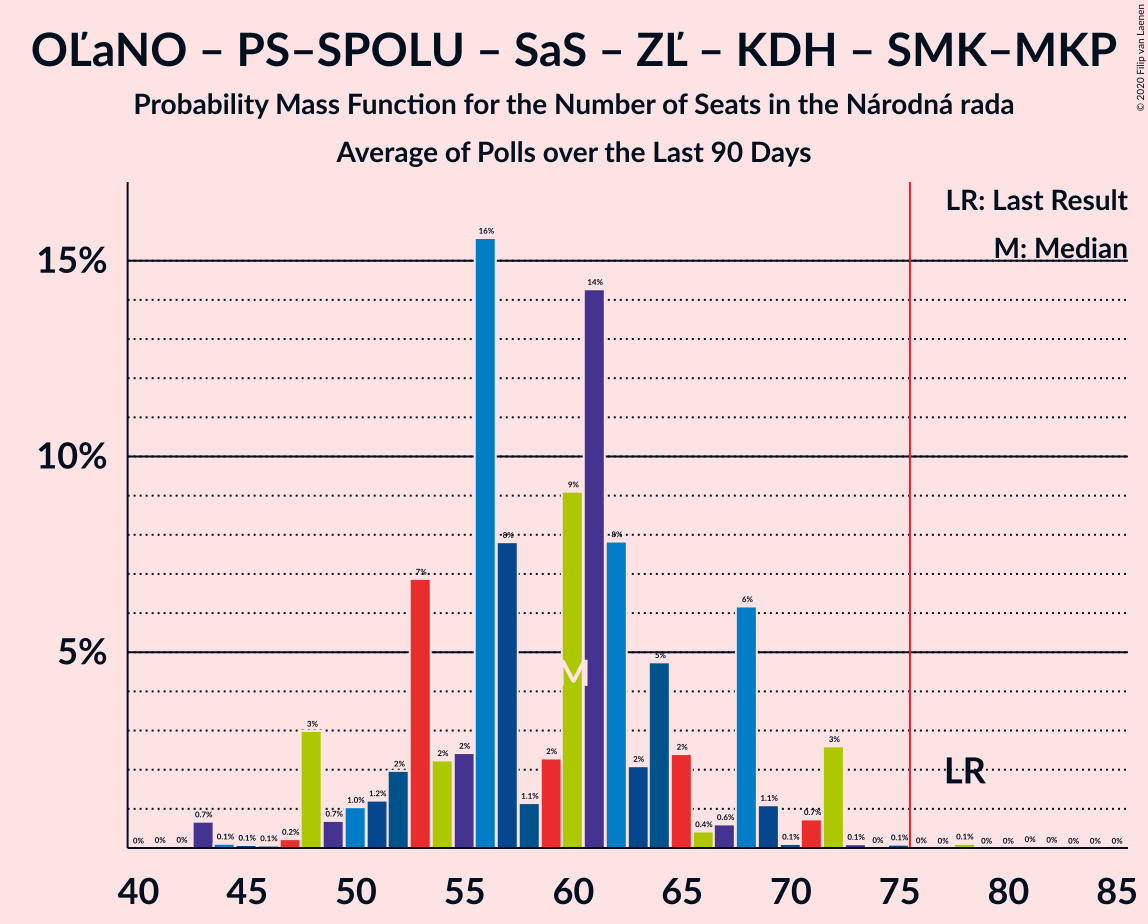 OĽaNO – PS–SPOLU – SaS – ZĽ – KDH – SMK–MKP
Probability Mass Function for the Number of Seats in the Národná rada
Average of Polls over the Last 90 Days
© 2020 Filip van Laenen
LR: Last Result
M: Median
15%
10%
5%
0% 0% 0% 0.7% 0.1% 0.1% 0.1% 0.2% 3% 0.7% 1.0% 1.2% 2% 7% 2% 2% 16% 8% 1.1% 2% 9% 14% 8% 2% 5% 2% 0.4% 0.6% 6% 1.1% 0.1% 0.7% 3% 0.1% 0% 0.1% 0% 0% 0.1% 0% 0% 0% 0% 0% 0% 0%
M
LR
40 45 50 55 60 65 70 75 80 85